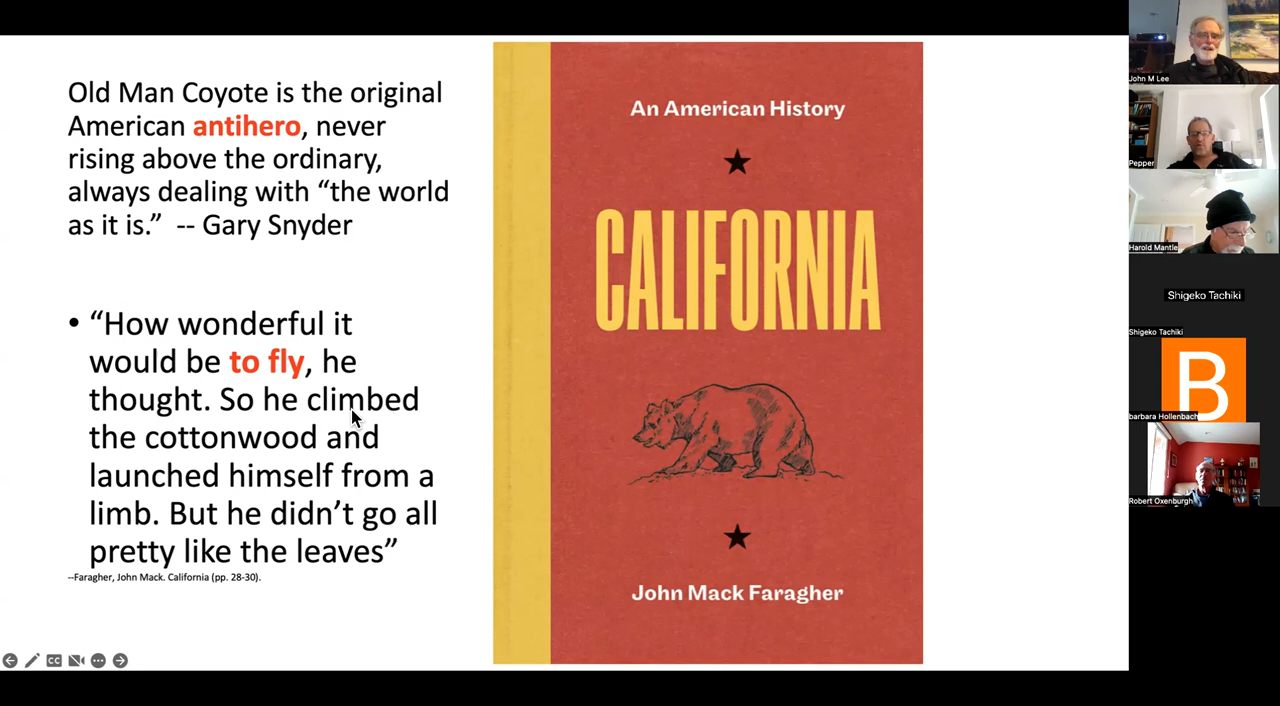 Old Man Coyote is the original
American antihero, never
rising above the ordinary,
always dealing with “the world
as it is.” -- Gary Snyder
• “How wonderful it
would be to fly, he
thought. So he climbed
the cottonwood and
launched himself from a
limb. But he didn’t go all
pretty like the leaves”
--Faragher, John Mack. California (pp. 28-30).
An American History
CALIFORNIA
John Mack Faragher
John M Lee
Pepper
Harold Mantle
Shigeko Tachiki
Shigeko Tachiki
B
barbara Hollenbach
Robert Oxenburgh
CC